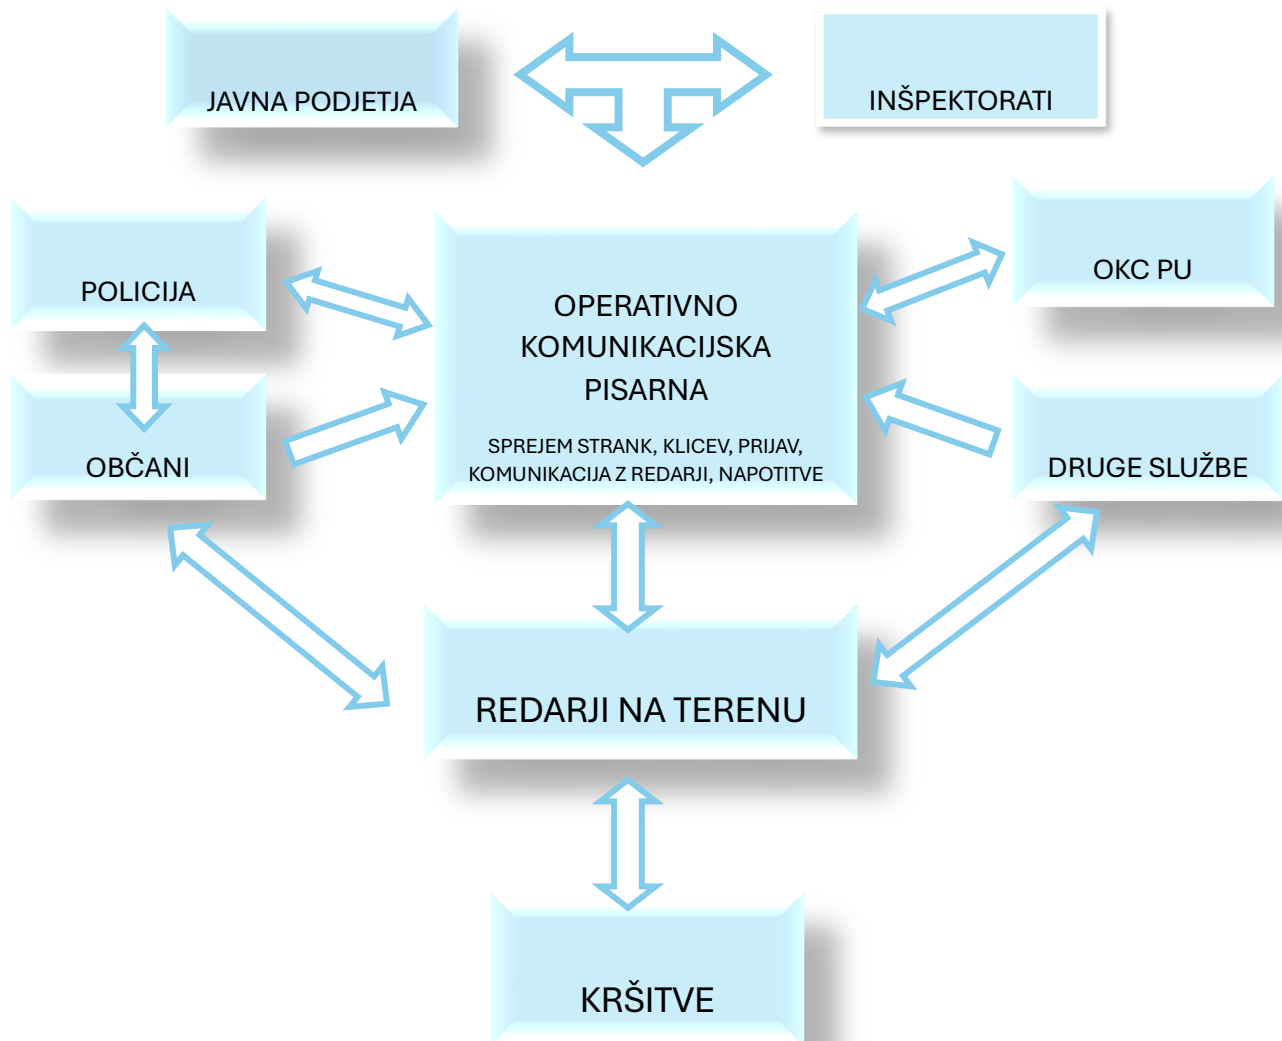 JAVNA PODJETJA
INŠPEKTORATI
POLICIJA
OKC PU
OPERATIVNO
KOMUNIKACIJSKA
PISARNA
SPREJEM STRANK, KLICEV, PRIJAV,
KOMUNIKACIJA Z REDARJI, NAPOTITVE
OBČANI
DRUGE SLUŽBE
REDARJI NA TERENU
KRŠITVE